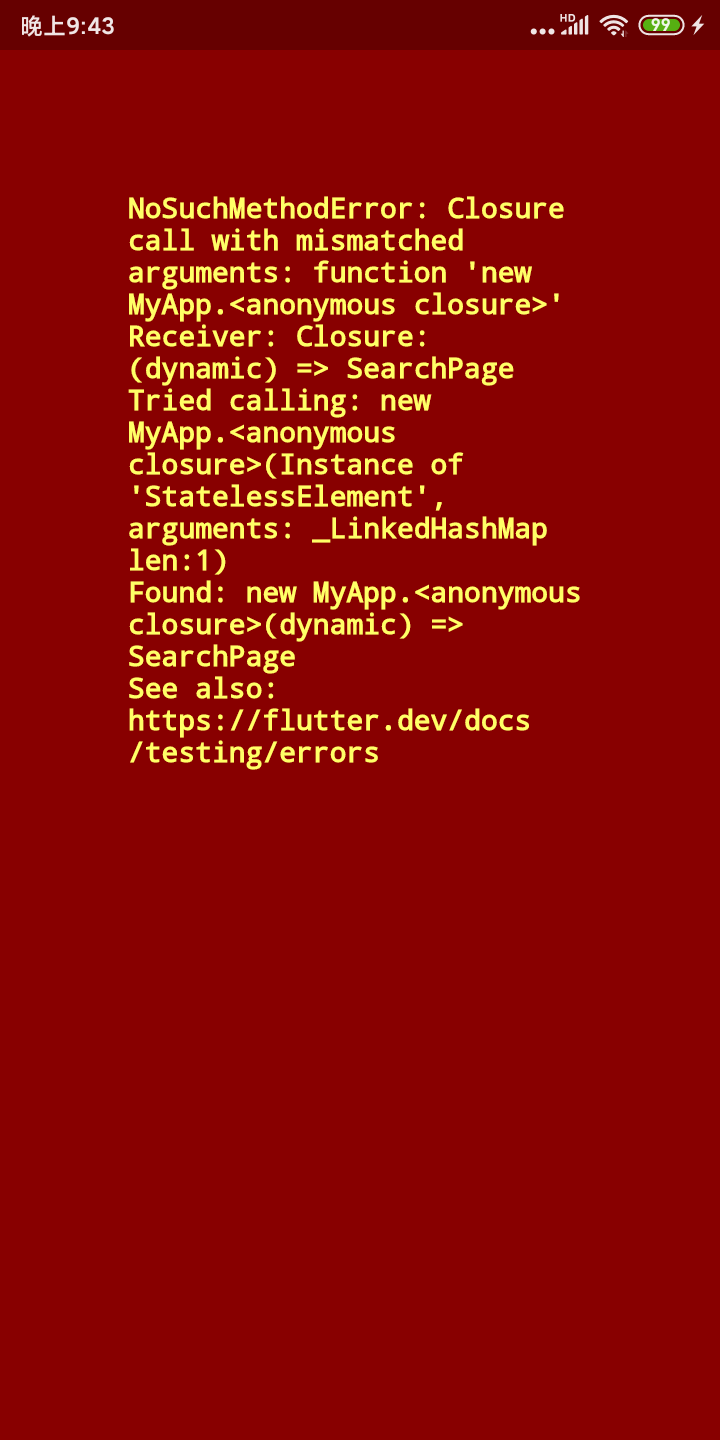 晚上9:43
HD
99
NoSuchMethodError: Closure
call with mismatched
arguments: function 'new
MyApp.<anonymous closure>'
Receiver: Closure:
(dynamic) => SearchPage
Tried calling: new
MyApp.<anonymous
closure>(Instance of
'StatelessElement',
arguments: _LinkedHashMap
len:1)
Found: new MyApp.<anonymous
closure>(dynamic) =>
SearchPage
See also:
https://flutter.dev/docs
/testing/errors